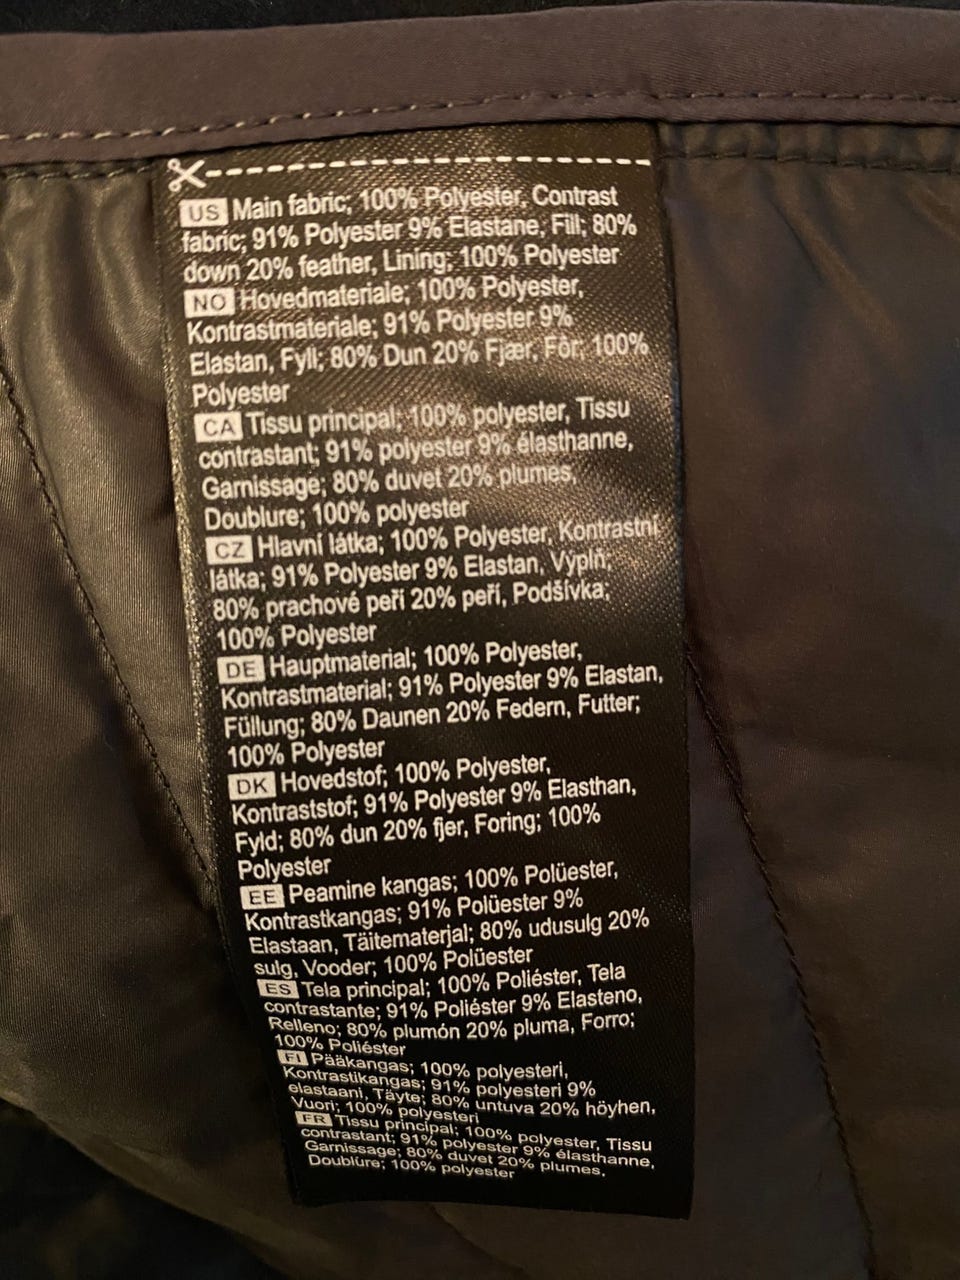 US Main fabric; 100% Polyester, Contrast
fabric; 91% Polyester 9% Elastane, Fill; 80%
down 20% feather, Lining; 100% Polyester
NO Hovedmateriale; 100% Polyester,
Kontrastmateriale; 91% Polyester 9%
Elastan, Fyll; 80% Dun 20% Fjær, Fôr; 100%
Polyester
CA Tissu principal; 100% polyester, Tissu
contrastant; 91% polyester 9% élasthanne,
Garnissage; 80% duvet 20% plumes,
Doublure; 100% polyester
CZ Hlavní látka; 100% Polyester, Kontrastní
látka; 91% Polyester 9% Elastan, Výplň;
80% prachové peří 20% peří, Podšívka;
100% Polyester
DE Hauptmaterial; 100% Polyester,
Kontrastmaterial; 91% Polyester 9% Elastan,
Füllung; 80% Daunen 20% Federn, Futter;
100% Polyester
DK Hovedstof; 100% Polyester,
Kontraststof; 91% Polyester 9% Elasthan,
Fyld; 80% dun 20% fjer, Foring; 100%
Polyester
EE Peamine kangas; 100% Polüester,
Kontrastkangas; 91% Polüester 9%
Elastaan, Täitematerjal; 80% udusulg 20%
sulg, Vooder; 100% Polüester
ES Tela principal; 100% Poliéster, Tela
contrastante; 91% Poliéster 9% Elasteno,
Relleno; 80% plumón 20% pluma, Forro;
100% Poliéster
FI Pääkangas; 100% polyesteri,
Kontrastikangas; 91% polyesteri 9%
elastaani, Täyte; 80% untuva 20% höyhen,
Vuori; 100% polyesteri
FR Tissu principal; 100% polyester, Tissu
contrastant; 91% polyester 9% élasthanne,
Garnissage; 80% duvet 20% plumes,
Doublure; 100% polyester